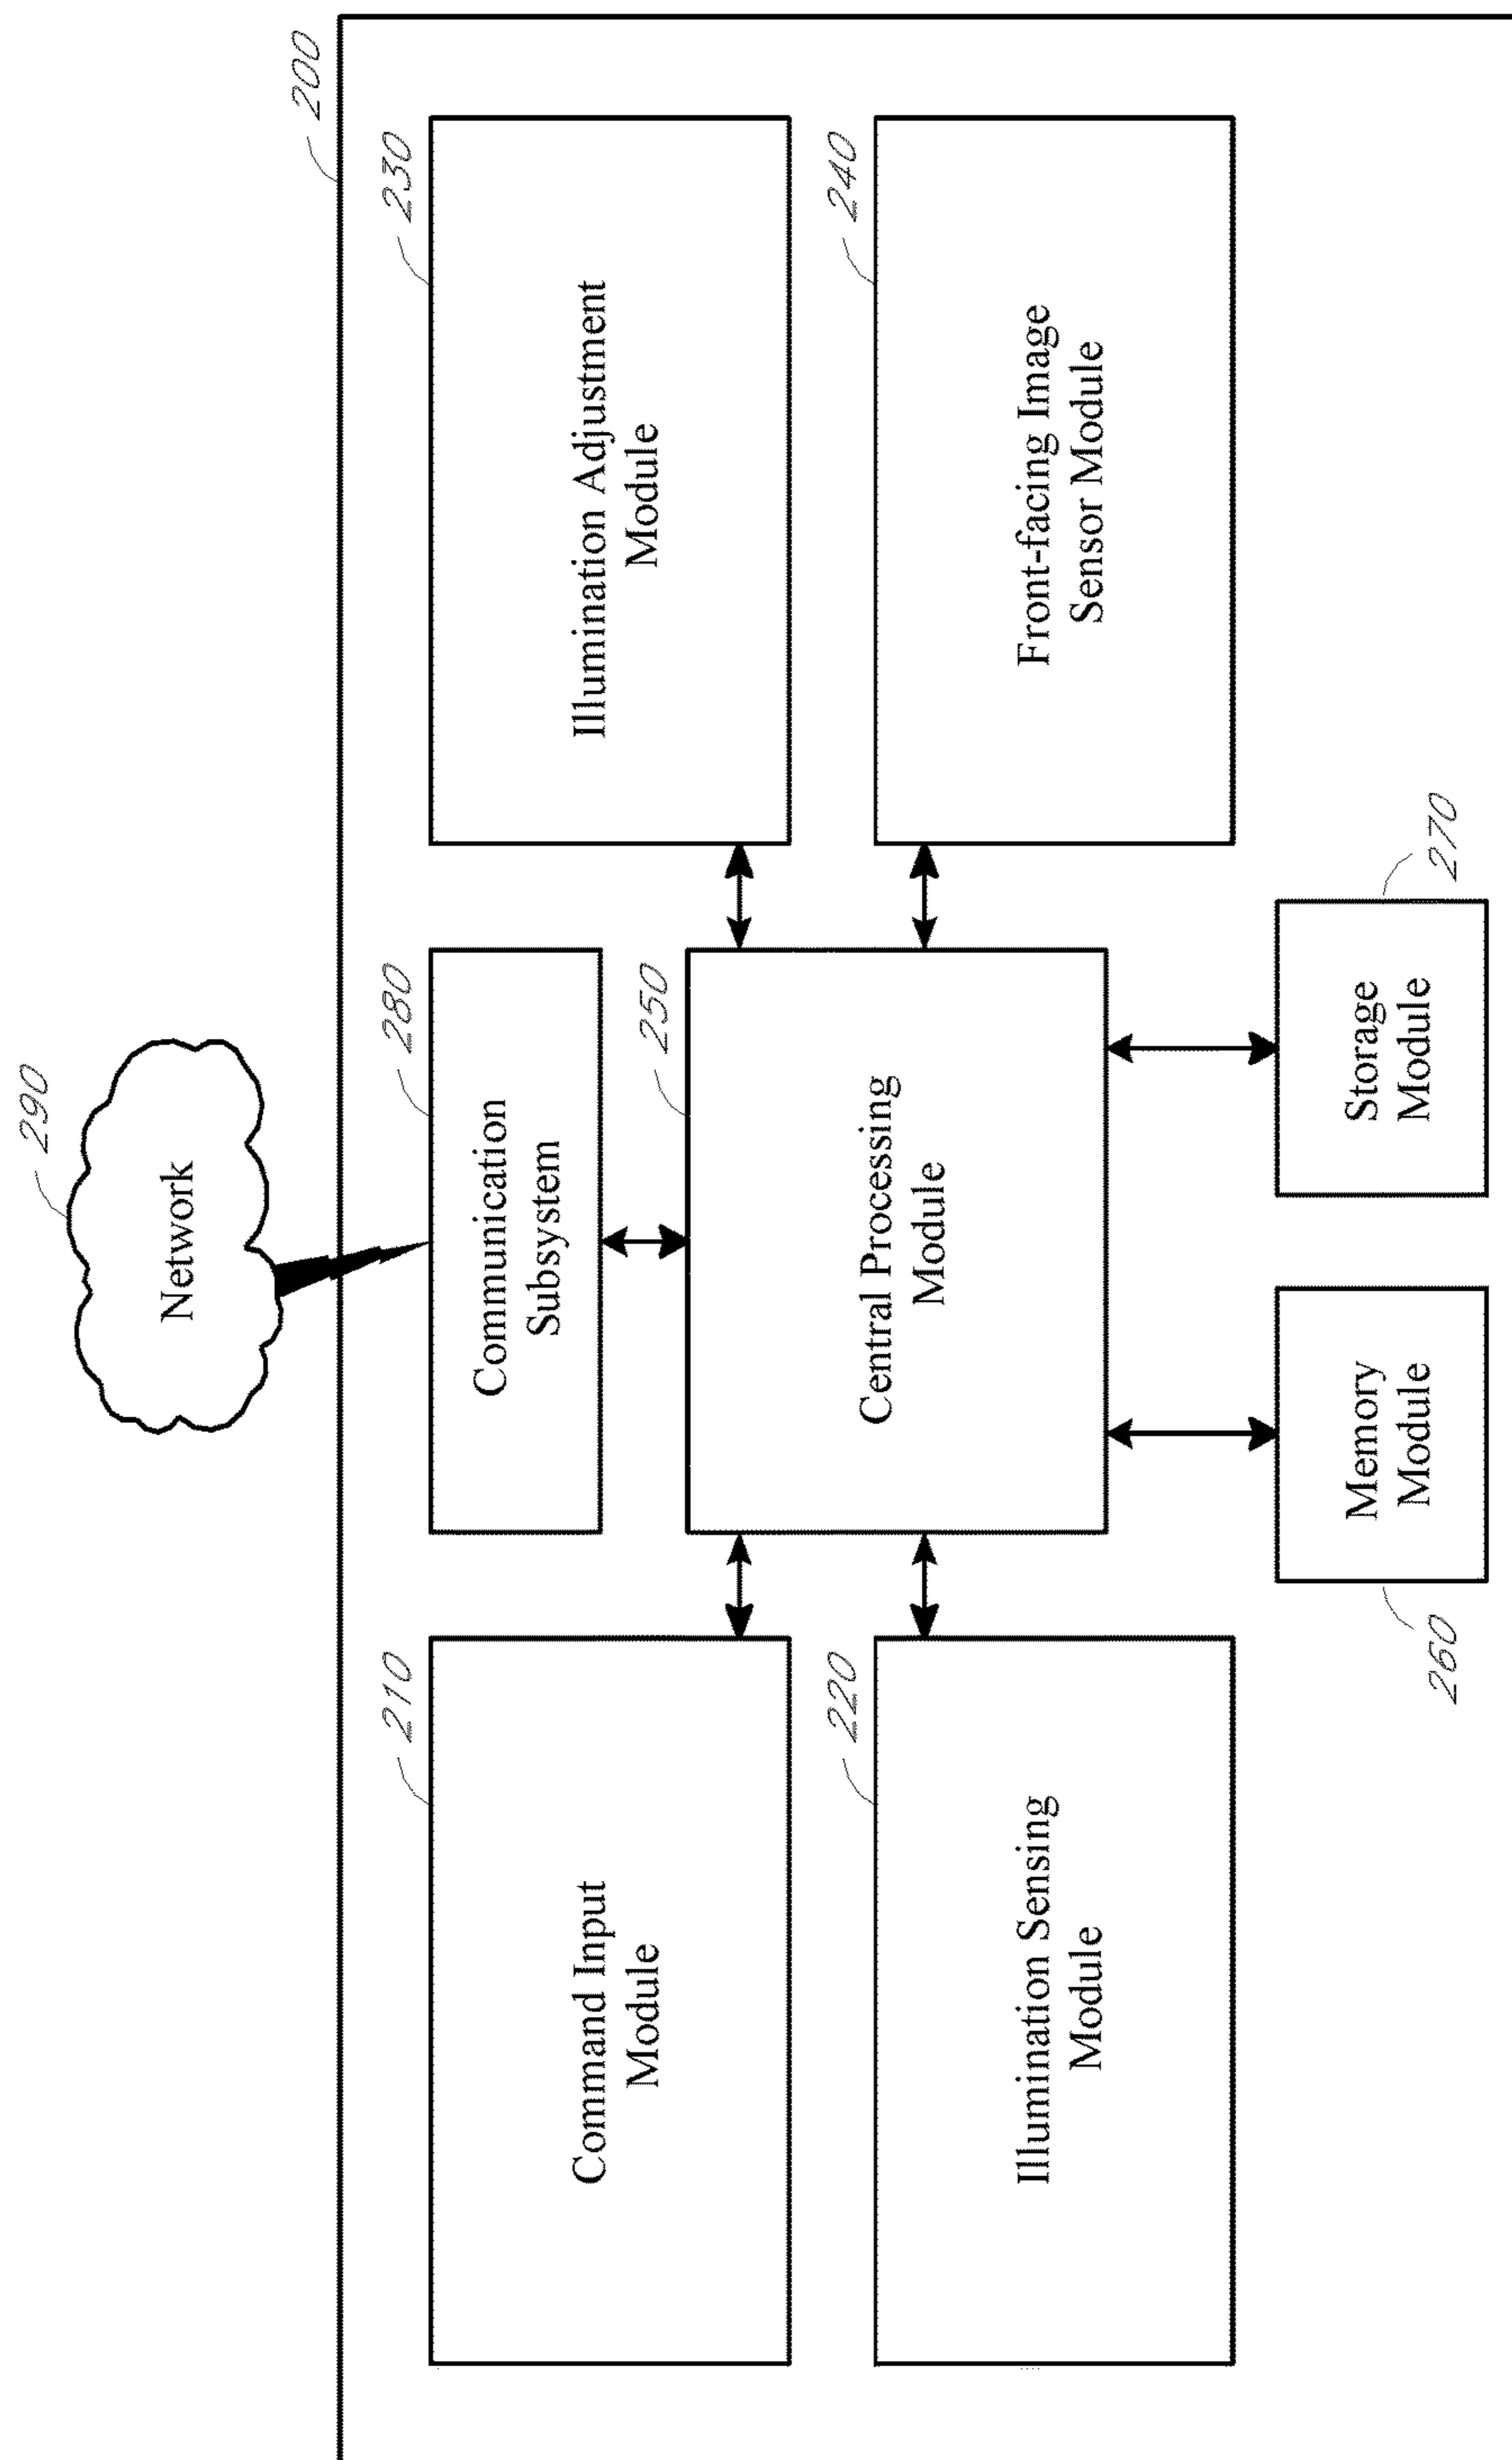 290
Network
200
210
Command Input
Module
280
Communication
Subsystem
230
Illumination Adjustment
Module
250
Central Processing
Module
220
Illumination Sensing
Module
240
Front-facing Image
Sensor Module
260
Memory
Module
Storage
Module
270